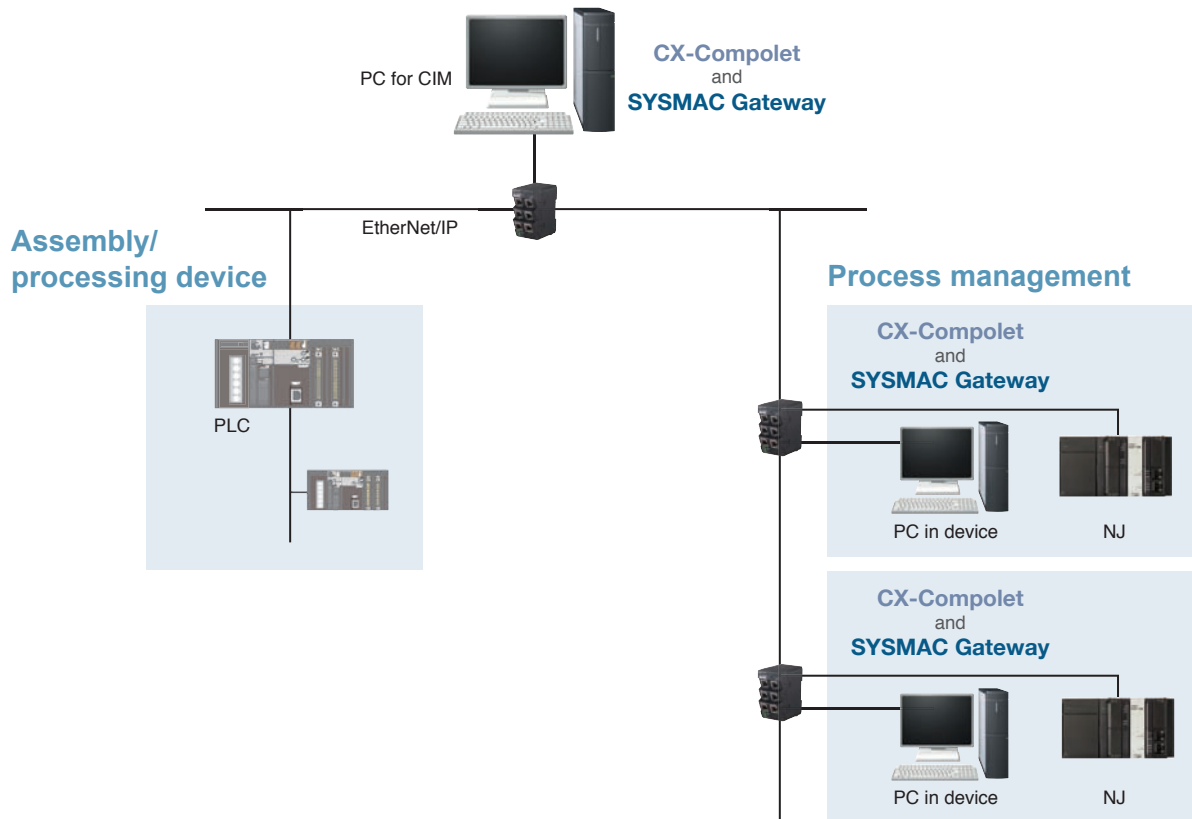 PC for CIM
CX-Compolet
and
SYSMAC Gateway
EtherNet/IP
Assembly/
processing device
PLC
Process management
CX-Compolet
and
SYSMAC Gateway
PC in device
NJ
CX-Compolet
and
SYSMAC Gateway
PC in device
NJ